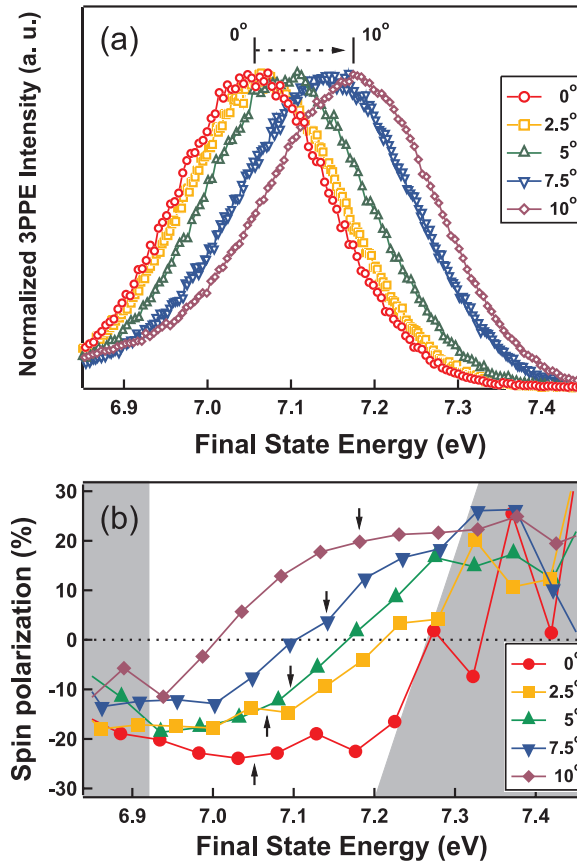 (a)
0° 10°
Normalized 3PPE Intensity (a. u.)
0°
2.5°
5°
7.5°
10°
6.9 7.0 7.1 7.2 7.3 7.4
Final State Energy (eV)
(b)
Spin polarization (%)
30
20
10
0
-10
-20
-30
0°
2.5°
5°
7.5°
10°
6.9 7.0 7.1 7.2 7.3 7.4
Final State Energy (eV)